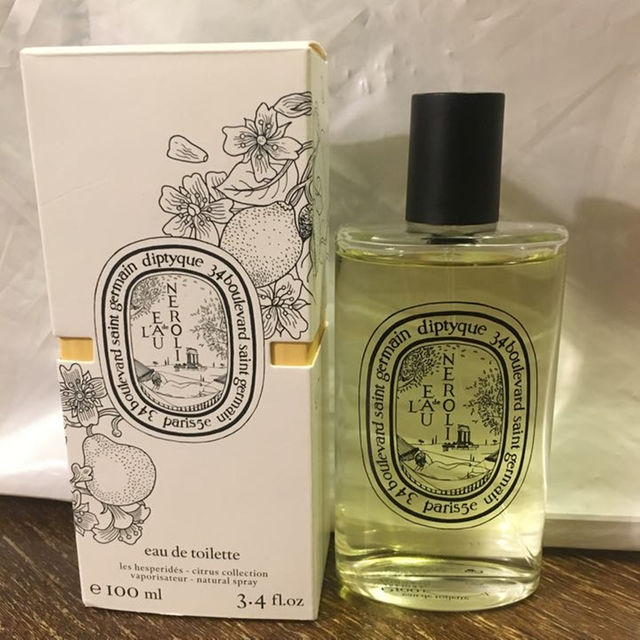 diptyque 34 boulevard saint germain paris 5e 34 boulevard saint germain
L'EAU de NEROLI
eau de toilette
les hesperidés - citrus collection
vaporisateur - natural spray
e 100 ml 3.4 fl.oz
diptyque 34 boulevard saint germain paris 5e 34 boulevard saint germain
L'EAU de NEROLI